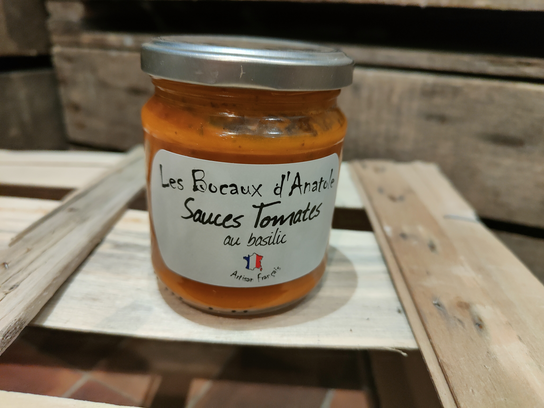 Les Bocaux d'Anatole
Sauces Tomates
au basilic
Artisan Français